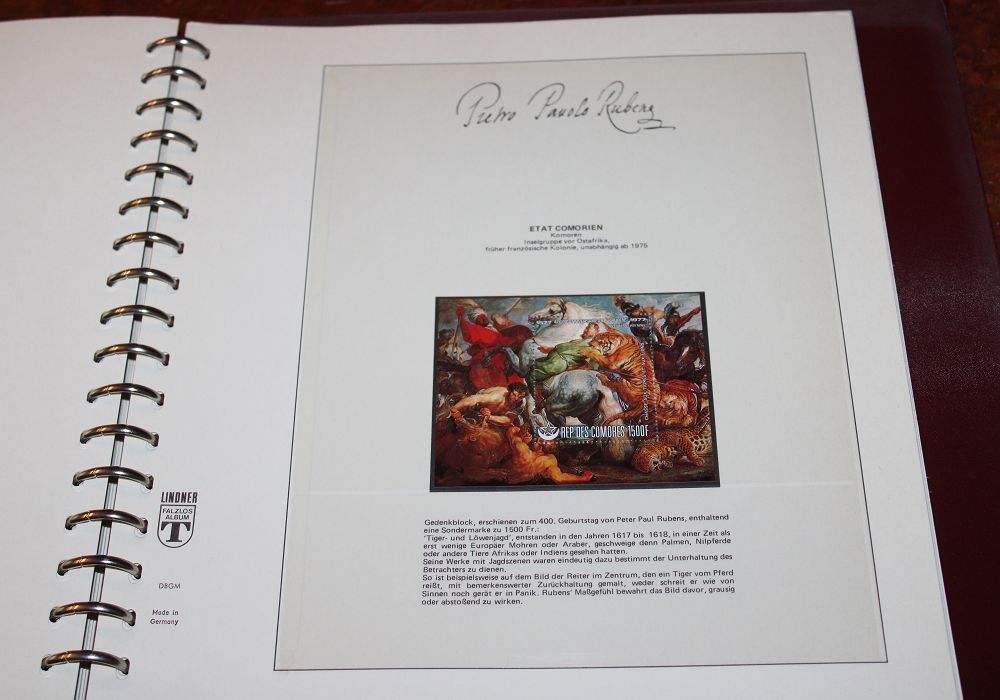 Pietro Pauolo Rubens
ETAT COMORIEN
Komoren
Inselgruppe vor Ostafrika,
früher französische Kolonie, unabhängig ab 1975
1977
REP. DES COMORES 1500F
Gedenkblock, erschienen zum 400. Geburtstag von Peter Paul Rubens, enthaltend
eine Sondermarke zu 1500 Fr.:
'Tiger- und Löwenjagd', entstanden in den Jahren 1617 bis 1618, in einer Zeit als
erst wenige Europäer Mohren oder Araber, geschweige denn Palmen, Nilpferde
oder andere Tiere Afrikas oder Indiens gesehen hatten.
Seine Werke mit Jagdszenen waren eindeutig dazu bestimmt der Unterhaltung des
Betrachters zu dienen.
So ist beispielsweise auf dem Bild der Reiter im Zentrum, den ein Tiger vom Pferd
reißt, mit bemerkenswerter Zurückhaltung gemalt, weder schreit er wie von
Sinnen noch gerät er in Panik. Rubens' Maßgefühl bewahrt das Bild davor, grausig
oder abstoßend zu wirken.
LINDNER
FALZLOS
ALBUM
T
DBGM
Made in
Germany